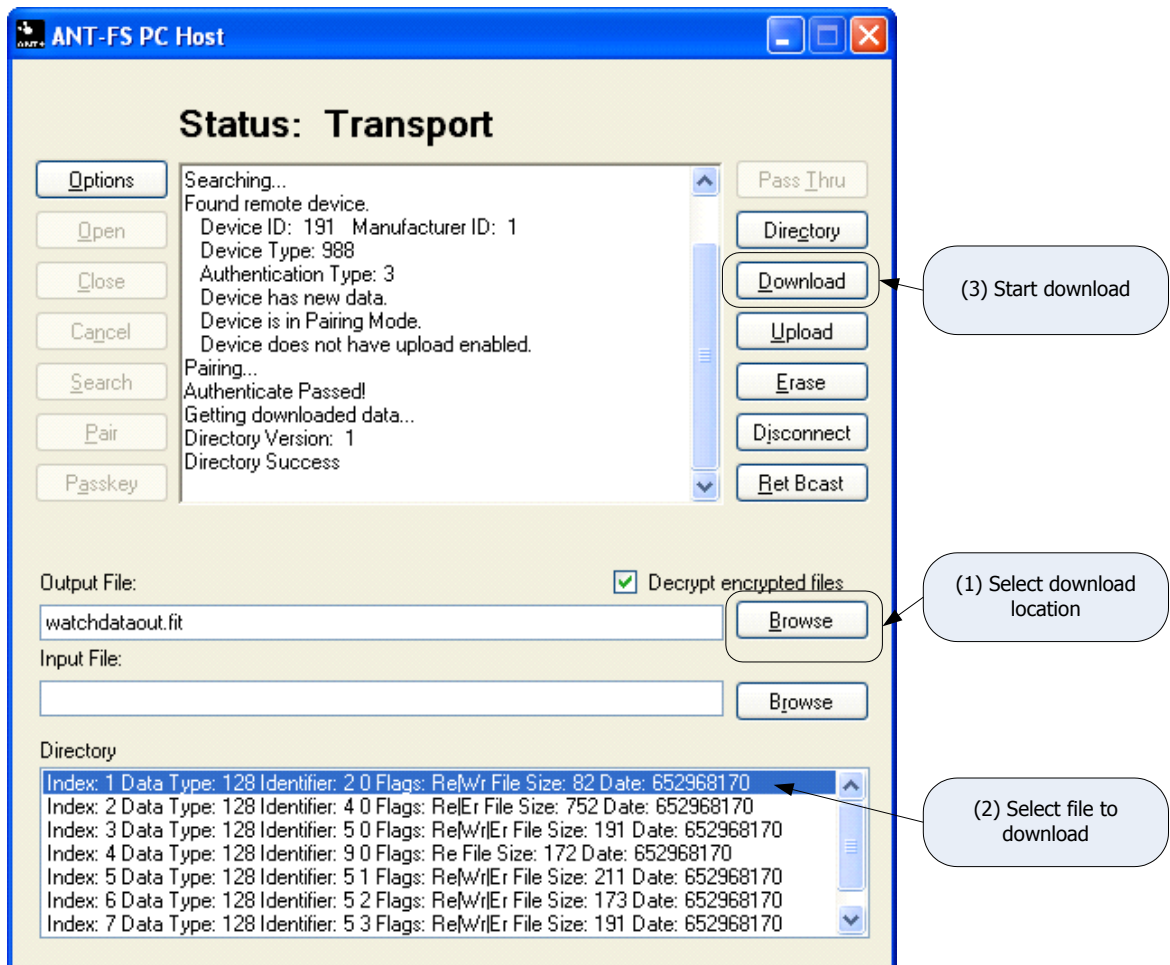 ANT+
ANT-FS PC Host
Status: Transport
Options
Open
Close
Cancel
Search
Pair
Passkey
Searching...
Found remote device.
Device ID: 191 Manufacturer ID: 1
Device Type: 988
Authentication Type: 3
Device has new data.
Device is in Pairing Mode.
Device does not have upload enabled.
Pairing...
Authenticate Passed!
Getting downloaded data...
Directory Version: 1
Directory Success
Pass Thru
Directory
Download
Upload
Erase
Disconnect
Ret Bcast
(3) Start download
Output File:
Decrypt encrypted files
watchdataout.fit
Browse
(1) Select download
location
Input File:
Browse
Directory
Index: 1 Data Type: 128 Identifier: 2 0 Flags: Re|Wr File Size: 82 Date: 652968170
Index: 2 Data Type: 128 Identifier: 4 0 Flags: Re|Er File Size: 752 Date: 652968170
Index: 3 Data Type: 128 Identifier: 5 0 Flags: Re|Wr|Er File Size: 191 Date: 652968170
Index: 4 Data Type: 128 Identifier: 9 0 Flags: Re File Size: 172 Date: 652968170
Index: 5 Data Type: 128 Identifier: 5 1 Flags: Re|Wr|Er File Size: 211 Date: 652968170
Index: 6 Data Type: 128 Identifier: 5 2 Flags: Re|Wr|Er File Size: 173 Date: 652968170
Index: 7 Data Type: 128 Identifier: 5 3 Flags: Re|Wr|Er File Size: 191 Date: 652968170
(2) Select file to
download